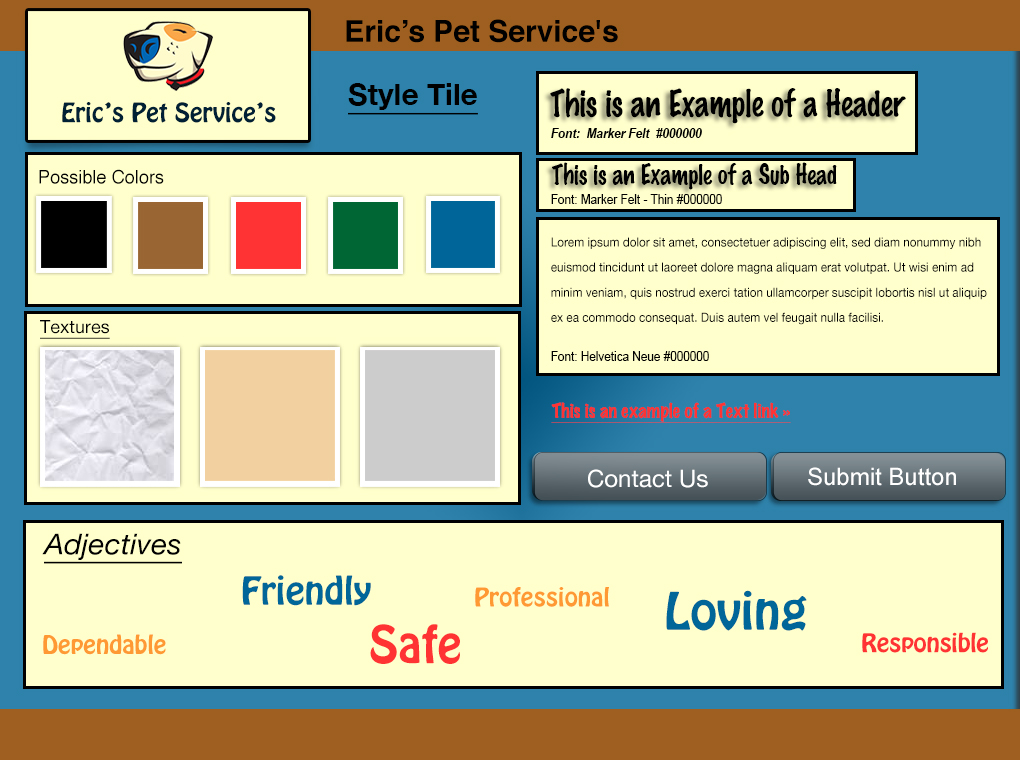 Eric’s Pet Service's
Eric’s Pet Service’s
Style Tile
This is an Example of a Header
Font:  Marker Felt  #000000
This is an Example of a Sub Head
Font: Marker Felt - Thin #000000
Possible Colors
Lorem ipsum dolor sit amet, consectetuer adipiscing elit, sed diam nonummy nibh
euismod tincidunt ut laoreet dolore magna aliquam erat volutpat. Ut wisi enim ad
minim veniam, quis nostrud exerci tation ullamcorper suscipit lobortis nisl ut aliquip
ex ea commodo consequat. Duis autem vel feugait nulla facilisi.
Font: Helvetica Neue #000000
Textures
This is an example of a Text link »
Contact Us
Submit Button
Adjectives
Friendly
Professional
Loving
Dependable
Safe
Responsible